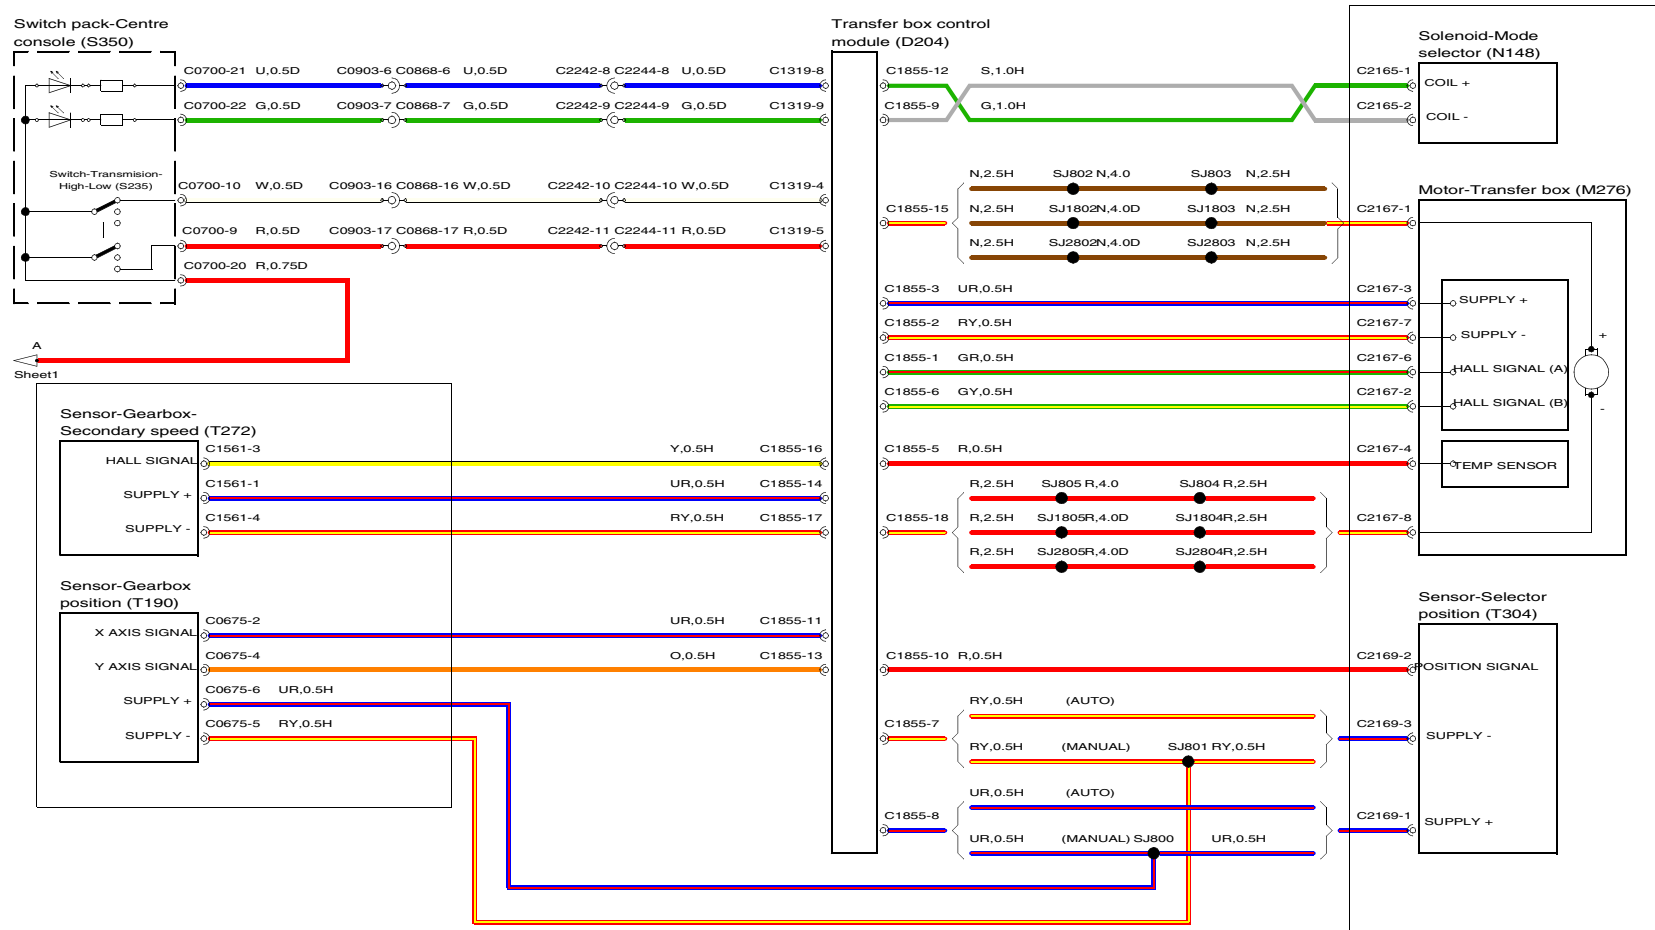 Switch pack-Centre
console (S350)
Transfer box control
module (D204)
Solenoid-Mode
selector (N148)
C0700-21 U,0.5D C0903-6 C0868-6 U,0.5D C2242-8 C2244-8 U,0.5D C1319-8
C1855-12 S,1.0H C2165-1 COIL +
C0700-22 G,0.5D C0903-7 C0868-7 G,0.5D C2242-9 C2244-9 G,0.5D C1319-9
C1855-9 G,1.0H C2165-2 COIL -
Switch-Transmision-
High-Low (S235)
C0700-10 W,0.5D C0903-16 C0868-16 W,0.5D C2242-10 C2244-10 W,0.5D C1319-4
C0700-9 R,0.5D C0903-17 C0868-17 R,0.5D C2242-11 C2244-11 R,0.5D C1319-5
C0700-20 R,0.75D
A
Sheet1
N,2.5H SJ802 N,4.0 SJ803 N,2.5H
Motor-Transfer box (M276)
C1855-15 N,2.5H SJ1802 N,4.0D SJ1803 N,2.5H C2167-1
N,2.5H SJ2802 N,4.0D SJ2803 N,2.5H
C1855-3 UR,0.5H C2167-3 SUPPLY +
C1855-2 RY,0.5H C2167-7 SUPPLY -
+
C1855-1 GR,0.5H C2167-6 HALL SIGNAL (A)
C1855-6 GY,0.5H C2167-2 HALL SIGNAL (B)
-
Sensor-Gearbox-
Secondary speed (T272)
HALL SIGNAL C1561-3 Y,0.5H C1855-16
C1855-5 R,0.5H C2167-4 TEMP SENSOR
SUPPLY + C1561-1 UR,0.5H C1855-14
R,2.5H SJ805 R,4.0 SJ804 R,2.5H
SUPPLY - C1561-4 RY,0.5H C1855-17
C1855-18 R,2.5H SJ1805 R,4.0D SJ1804 R,2.5H C2167-8
R,2.5H SJ2805 R,4.0D SJ2804 R,2.5H
Sensor-Gearbox
position (T190)
Sensor-Selector
position (T304)
X AXIS SIGNAL C0675-2 UR,0.5H C1855-11
Y AXIS SIGNAL C0675-4 O,0.5H C1855-13
C1855-10 R,0.5H C2169-2 POSITION SIGNAL
SUPPLY + C0675-6 UR,0.5H
RY,0.5H (AUTO)
SUPPLY - C0675-5 RY,0.5H
C1855-7 C2169-3 SUPPLY -
RY,0.5H (MANUAL) SJ801 RY,0.5H
UR,0.5H (AUTO)
C1855-8 C2169-1 SUPPLY +
UR,0.5H (MANUAL) SJ800 UR,0.5H